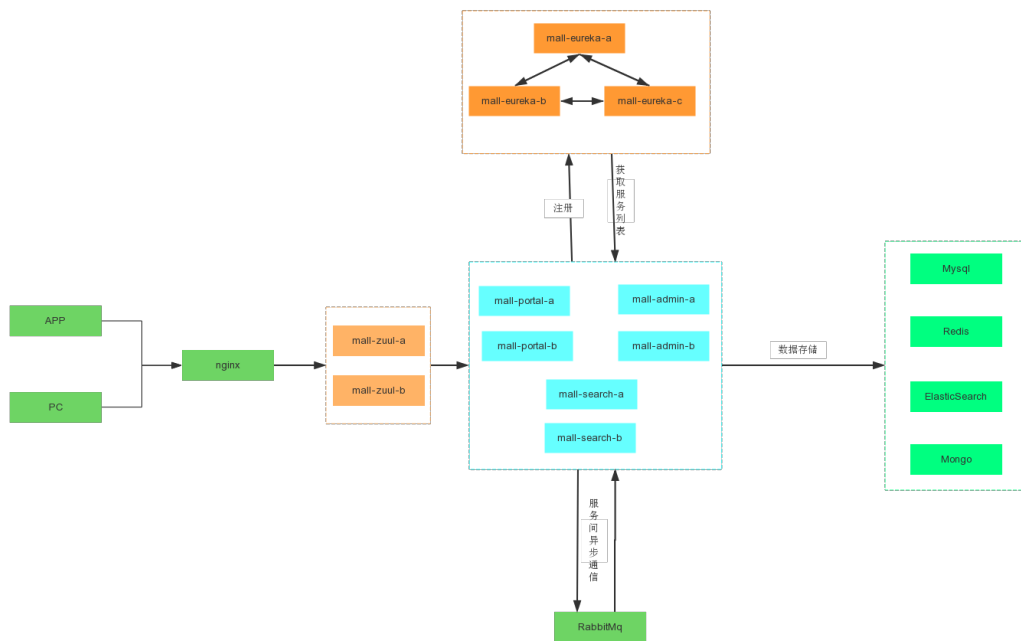 mall-eureka-a
mall-eureka-b
mall-eureka-c
注册
获取服务列表
APP
PC
nginx
mall-zuul-a
mall-zuul-b
mall-portal-a
mall-admin-a
mall-portal-b
mall-admin-b
mall-search-a
mall-search-b
数据存储
Mysql
Redis
ElasticSearch
Mongo
服务间异步通信
RabbitMq